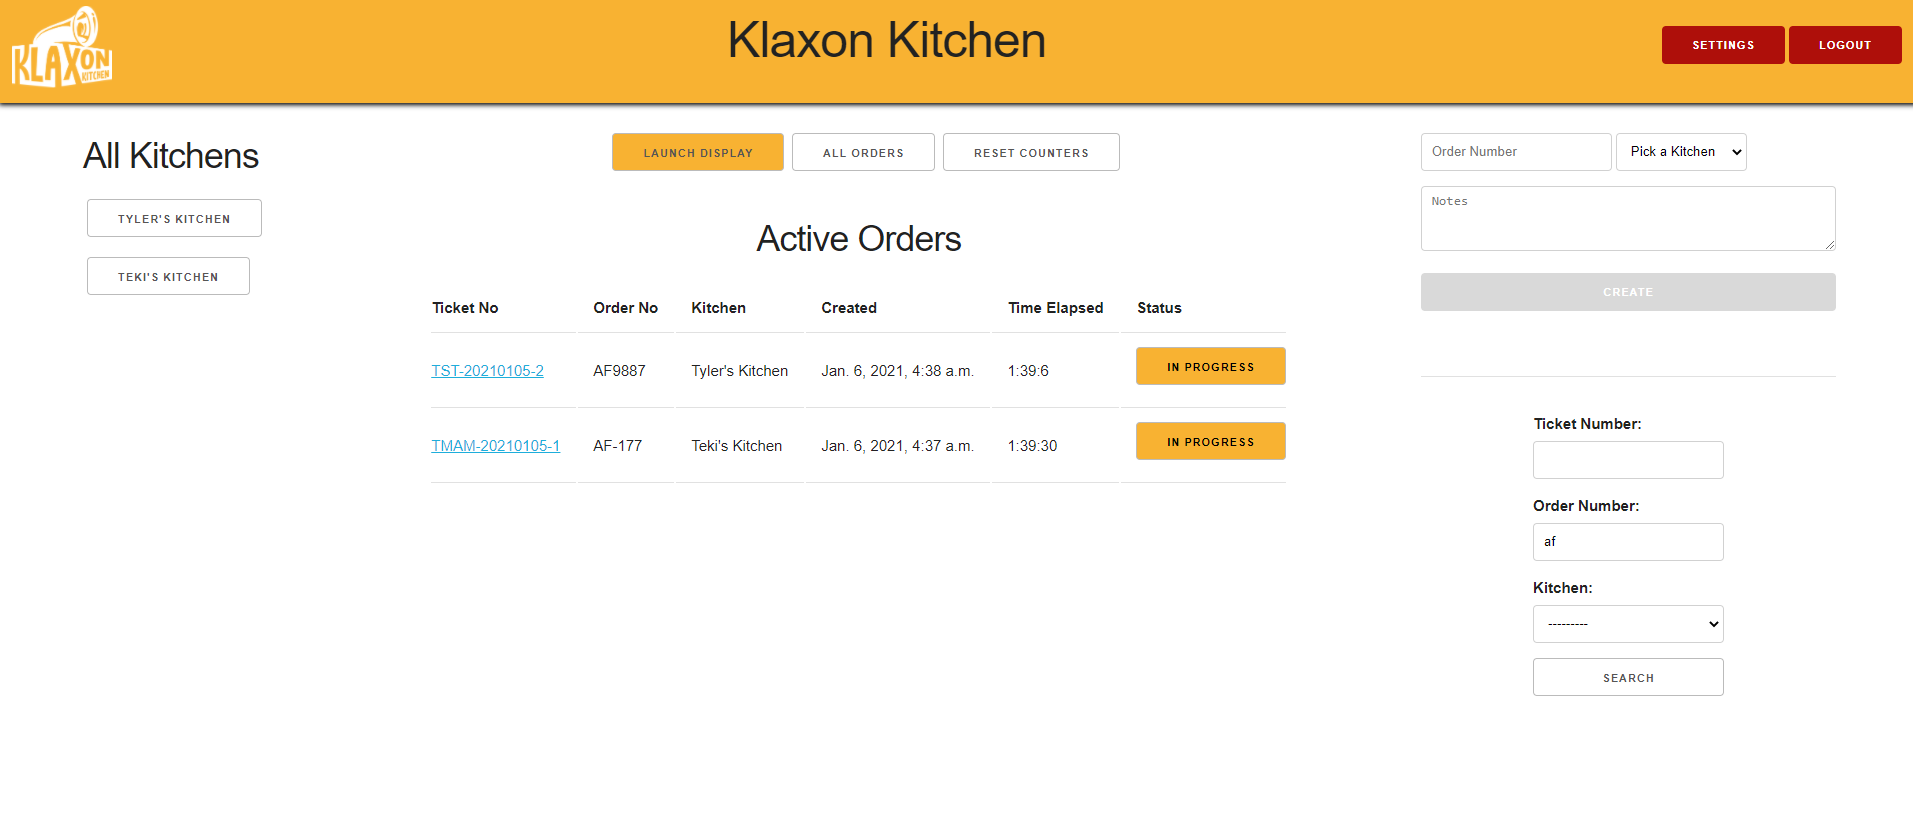 KLAXON
KITCHEN
Klaxon Kitchen
SETTINGS
LOGOUT
All Kitchens
TYLER'S KITCHEN
TEKI'S KITCHEN
LAUNCH DISPLAY
ALL ORDERS
RESET COUNTERS
Active Orders
Ticket No Order No Kitchen Created Time Elapsed Status
TST-20210105-2 AF9887 Tyler's Kitchen Jan. 6, 2021, 4:38 a.m. 1:39:6 IN PROGRESS
TMAM-20210105-1 AF-177 Teki's Kitchen Jan. 6, 2021, 4:37 a.m. 1:39:30 IN PROGRESS
Order Number
Pick a Kitchen
Notes
CREATE
Ticket Number:
Order Number:
af
Kitchen:
---------
SEARCH